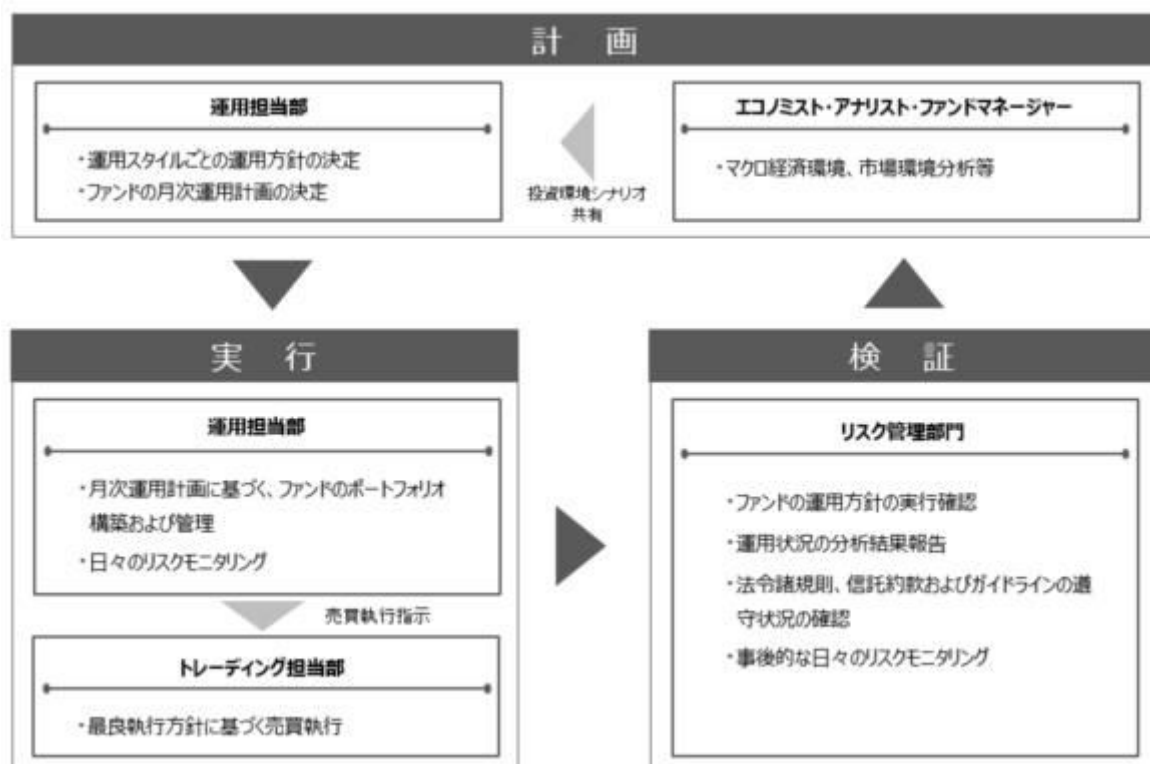 計 画
運用担当部
・運用スタイルごとの運用方針の決定
・ファンドの月次運用計画の決定
投資環境シナリオ
共有
エコノミスト・アナリスト・ファンドマネージャー
・マクロ経済環境、市場環境分析等
実 行
運用担当部
・月次運用計画に基づく、ファンドのポートフォリオ
構築および管理
・日々のリスクモニタリング
売買執行指示
トレーディング担当部
・最良執行方針に基づく売買執行
検 証
リスク管理部門
・ファンドの運用方針の実行確認
・運用状況の分析結果報告
・法令諸規則、信託約款およびガイドラインの遵
守状況の確認
・事後的な日々のリスクモニタリング